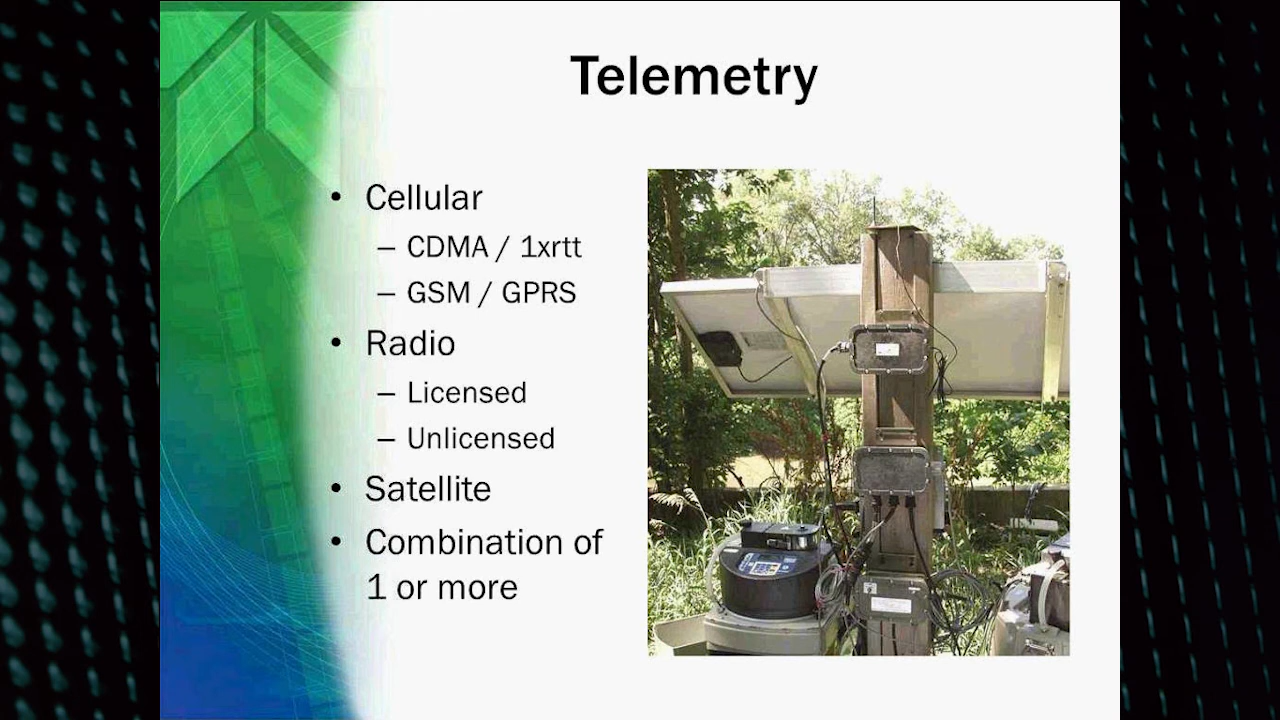 Telemetry
• Cellular
– CDMA / 1xrtt
– GSM / GPRS
• Radio
– Licensed
– Unlicensed
• Satellite
• Combination of
1 or more